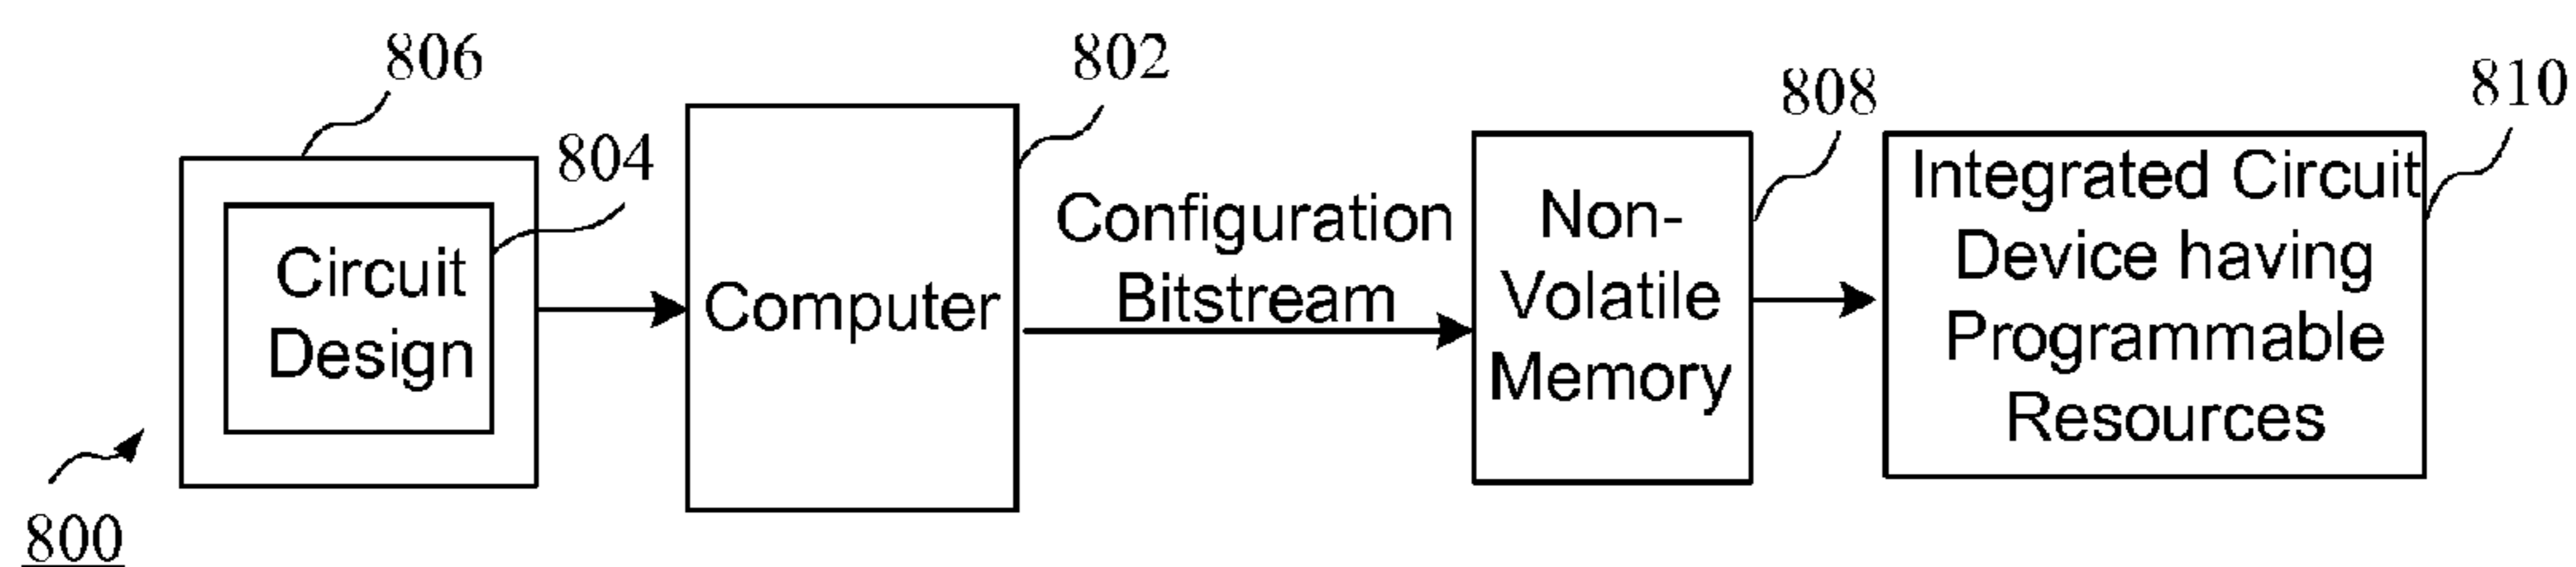 806
804
Circuit
Design
800
802
Computer
Configuration
Bitstream
808
Non-
Volatile
Memory
810
Integrated Circuit
Device having
Programmable
Resources